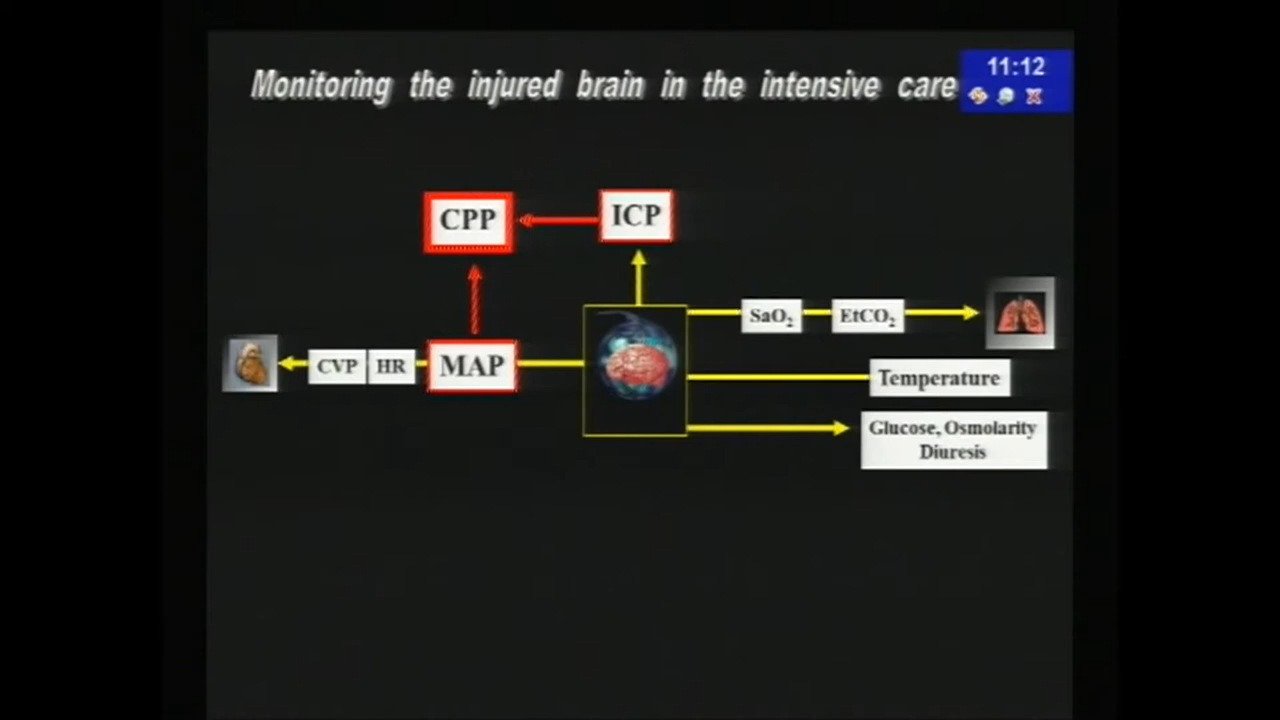 Monitoring the injured brain in the intensive care
11:12
CPP
ICP
SaO₂
EtCO₂
CVP
HR
MAP
Temperature
Glucose, Osmolarity
Diuresis